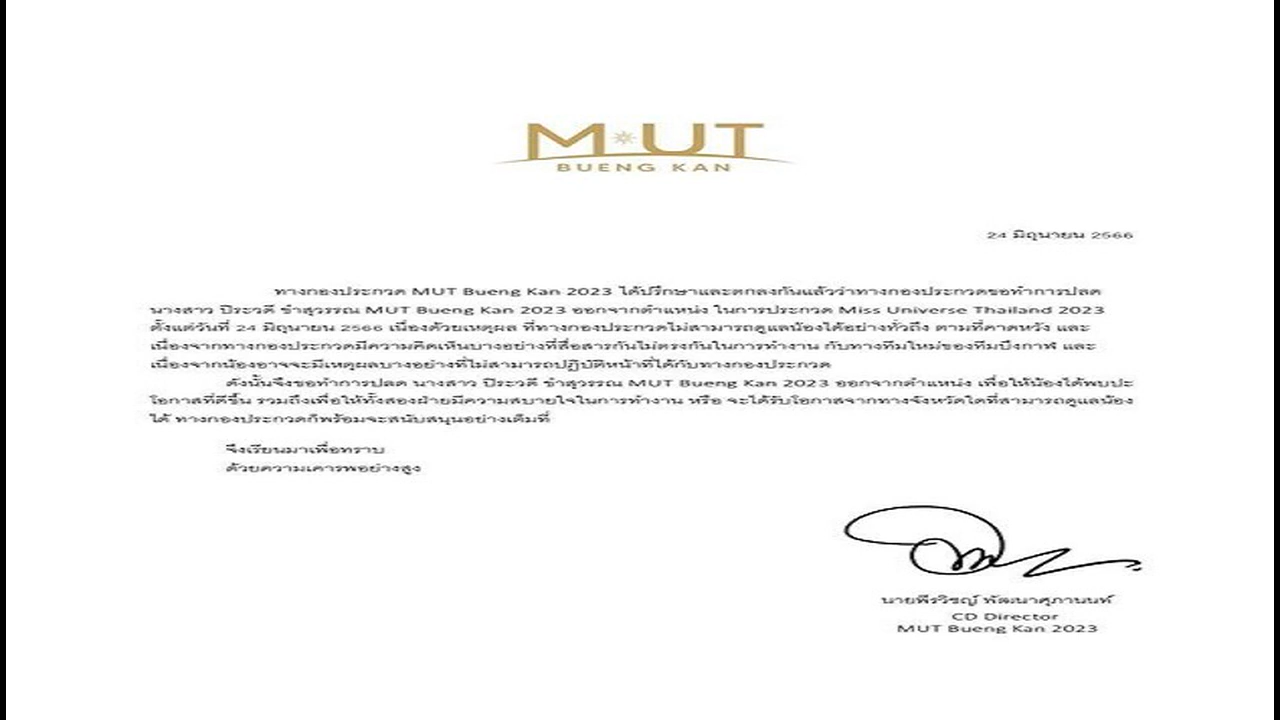 M UT
BUENG KAN
24 มิถุนายน 2566
ทางกองประกวด MUT Bueng Kan 2023 ได้ปรึกษาและตกลงกันแล้วว่าทางกองประกวดขอทำการปลด
นางสาว ปิระวดี ขำสุวรรณ MUT Bueng Kan 2023 ออกจากตำแหน่ง ในการประกวด Miss Universe Thailand 2023
ตั้งแต่วันที่ 24 มิถุนายน 2566 เนื่องด้วยเหตุผล ที่ทางกองประกวดไม่สามารถดูแลน้องได้อย่างทั่วถึง ตามที่คาดหวัง และ
เนื่องจากทางกองประกวดมีความคิดเห็นบางอย่างที่สื่อสารกันไม่ตรงกันในการทำงาน กับทางทีมใหม่ของทีมบึงกาฬ และ
เนื่องจากน้องอาจจะมีเหตุผลบางอย่างที่ไม่สามารถปฏิบัติหน้าที่ได้กับทางกองประกวด
ดังนั้นจึงขอทำการปลด นางสาว ปิระวดี ขำสุวรรณ MUT Bueng Kan 2023 ออกจากตำแหน่ง เพื่อให้น้องได้พบปะ
โอกาสที่ดีขึ้น รวมถึงเพื่อให้ทั้งสองฝ่ายมีความสบายใจในการทำงาน หรือ จะได้รับโอกาสจากทางจังหวัดใดที่สามารถดูแลน้อง
ได้ ทางกองประกวดก็พร้อมจะสนับสนุนอย่างเต็มที่
จึงเรียนมาเพื่อทราบ
ด้วยความเคารพอย่างสูง
นายพีรวิชญ์ พัฒนาศุภานนท์
CD Director
MUT Bueng Kan 2023